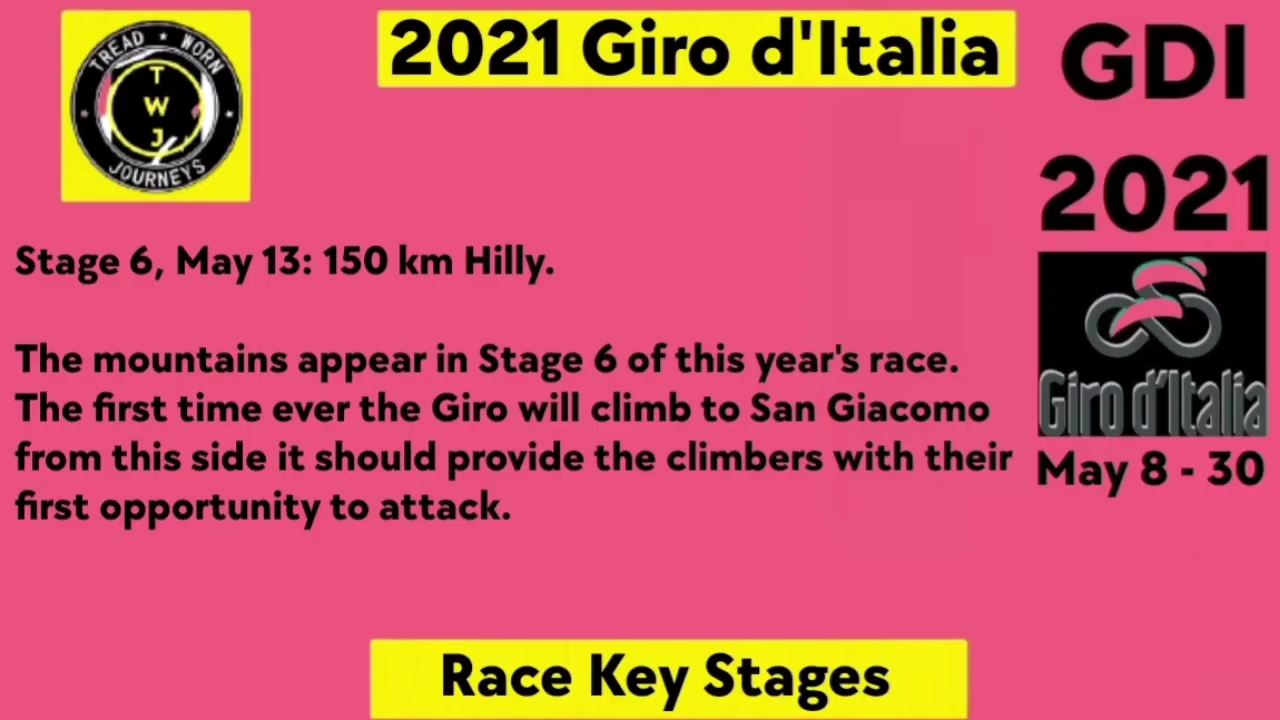 TREAD * WORN
T
W
J
JOURNEYS
2021 Giro d'Italia
GDI
2021
Giro d'Italia
May 8 - 30
Stage 6, May 13: 150 km Hilly.
The mountains appear in Stage 6 of this year's race.
The first time ever the Giro will climb to San Giacomo
from this side it should provide the climbers with their
first opportunity to attack.
Race Key Stages